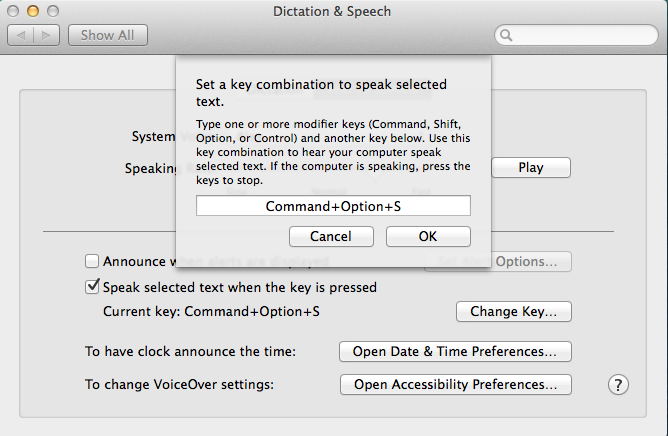 Dictation & Speech
Show All
Set a key combination to speak selected
text.
Type one or more modifier keys (Command, Shift,
Option, or Control) and another key below. Use this
key combination to hear your computer speak
selected text. If the computer is speaking, press the
keys to stop.
Command+Option+S
Cancel OK
System
Speaking Play
Announce when alerts are displayed Set Alert Options...
Speak selected text when the key is pressed
Current key: Command+Option+S Change Key...
To have clock announce the time: Open Date & Time Preferences...
To change VoiceOver settings: Open Accessibility Preferences... ?